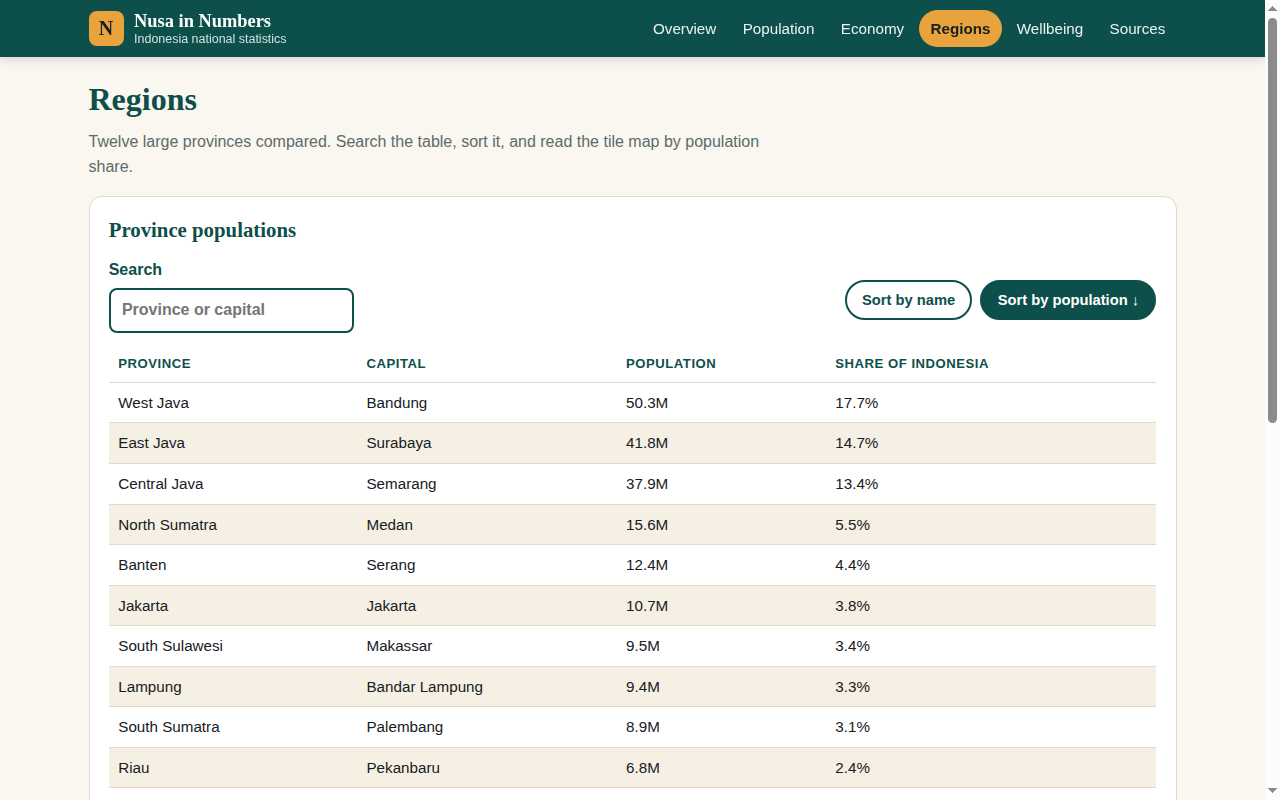 N
Nusa in Numbers
Indonesia national statistics
Overview Population Economy Regions Wellbeing Sources
Regions
Twelve large provinces compared. Search the table, sort it, and read the tile map by population
share.
Province populations
Search
Province or capital
Sort by name Sort by population ↓
PROVINCE CAPITAL POPULATION SHARE OF INDONESIA
West Java Bandung 50.3M 17.7%
East Java Surabaya 41.8M 14.7%
Central Java Semarang 37.9M 13.4%
North Sumatra Medan 15.6M 5.5%
Banten Serang 12.4M 4.4%
Jakarta Jakarta 10.7M 3.8%
South Sulawesi Makassar 9.5M 3.4%
Lampung Bandar Lampung 9.4M 3.3%
South Sumatra Palembang 8.9M 3.1%
Riau Pekanbaru 6.8M 2.4%